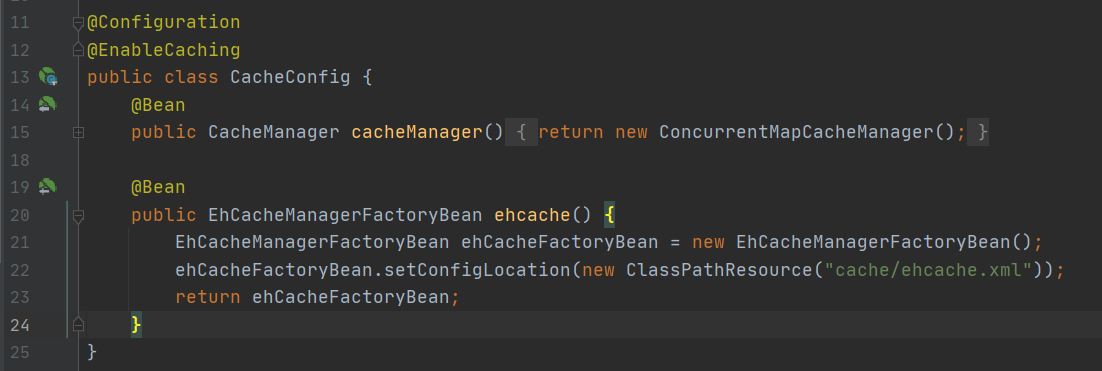 11 @Configuration
12 @EnableCaching
13 public class CacheConfig {
14 @Bean
15 public CacheManager cacheManager() { return new ConcurrentMapCacheManager(); }
18
19 @Bean
20 public EhCacheManagerFactoryBean ehcache() {
21 EhCacheManagerFactoryBean ehCacheFactoryBean = new EhCacheManagerFactoryBean();
22 ehCacheFactoryBean.setConfigLocation(new ClassPathResource("cache/ehcache.xml"));
23 return ehCacheFactoryBean;
24 }
25 }